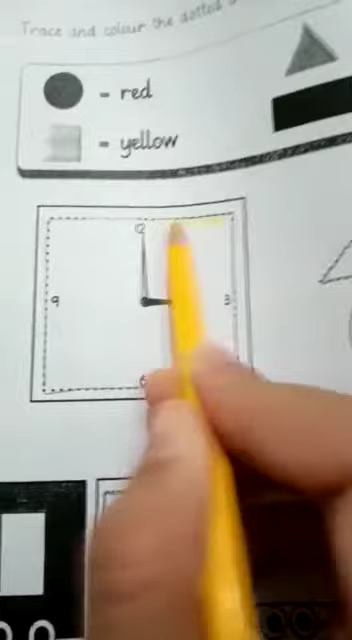 Trace and colour the dotted
= red
= yellow
12
9 3
6